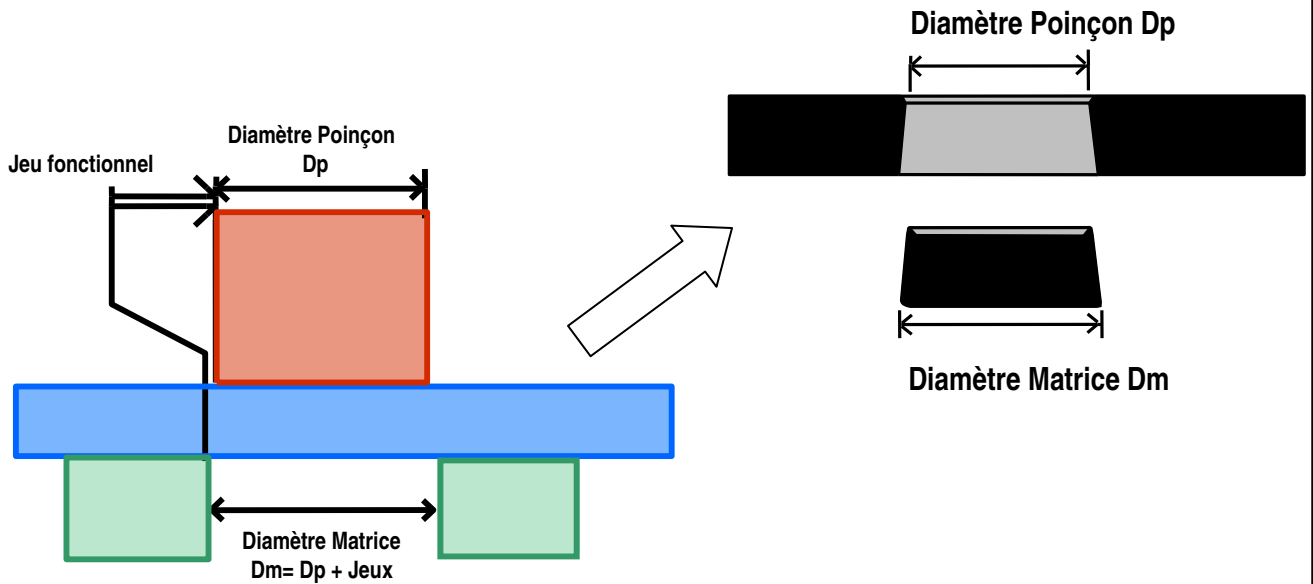 Jeu fonctionnel
Diamètre Poinçon
Dp
Diamètre Matrice
Dm= Dp + Jeux
Diamètre Poinçon Dp
Diamètre Matrice Dm